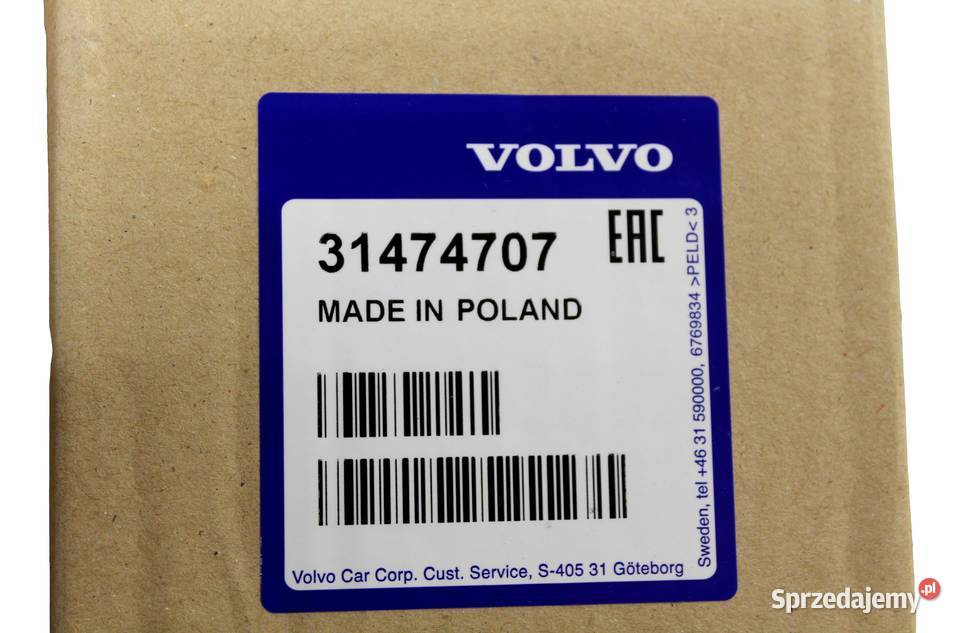 VOLVO
31474707 EAC
MADE IN POLAND
Volvo Car Corp. Cust. Service, S-405 31 Göteborg
Sweden, tel +46 31 590000, 6769834 >PELD< 3
Sprzedajemy.pl